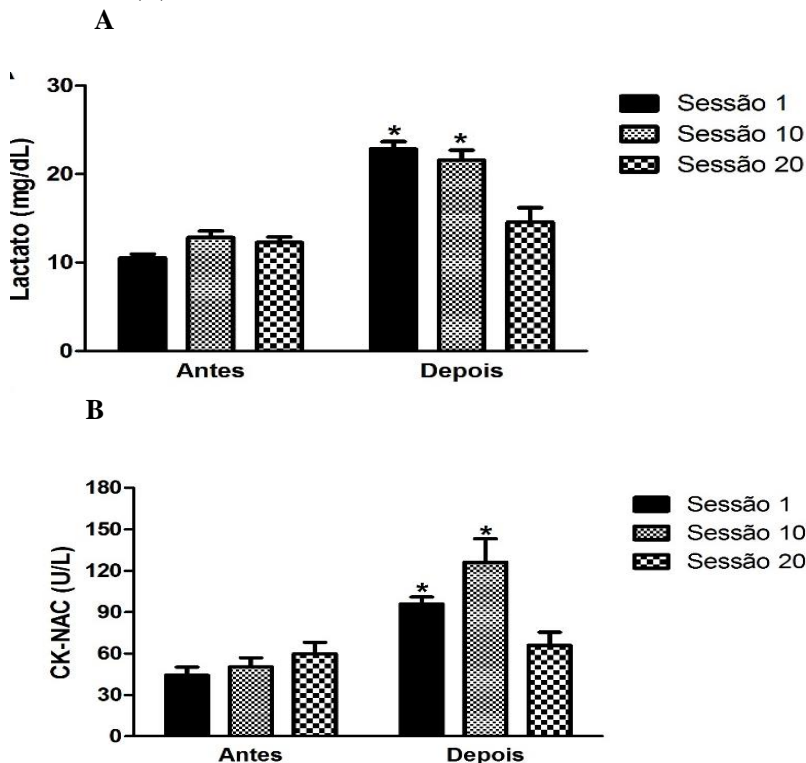 A
Lactato (mg/dL)
30
20
10
0
*
*
Antes
Depois
Sessão 1
Sessão 10
Sessão 20
B
CK-NAC (U/L)
180
150
120
90
60
30
0
*
*
Antes
Depois
Sessão 1
Sessão 10
Sessão 20